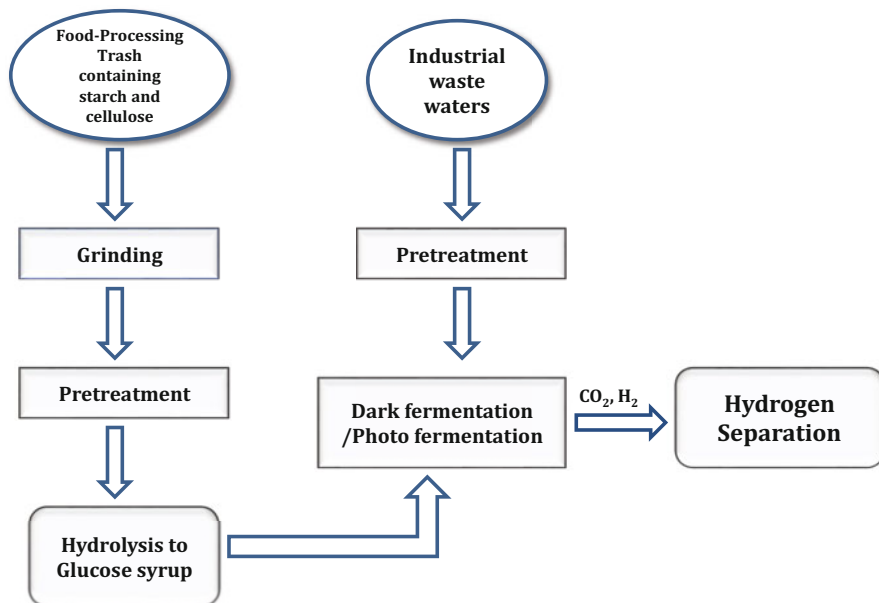 Food-Processing
Trash
containing
starch and
cellulose
Industrial
waste
waters
Grinding
Pretreatment
Pretreatment
Dark fermentation
/Photo fermentation
CO₂, H₂
Hydrogen
Separation
Hydrolysis to
Glucose syrup